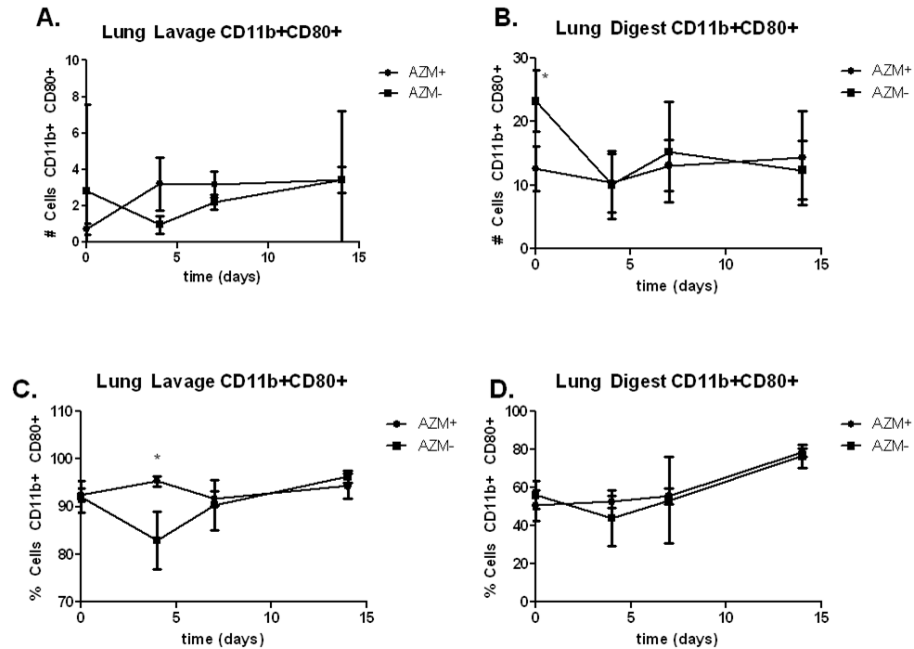 A.
Lung Lavage CD11b+CD80+
# Cells CD11b+ CD80+
10
8
6
4
2
0
0 5 10 15
time (days)
AZM+
AZM-
B.
Lung Digest CD11b+CD80+
# Cells CD11b+ CD80+
30
20
10
0
*
0 5 10 15
time (days)
AZM+
AZM-
C.
Lung Lavage CD11b+CD80+
% Cells CD11b+ CD80+
110
100
90
80
70
*
0 5 10 15
time (days)
AZM+
AZM-
D.
Lung Digest CD11b+CD80+
% Cells CD11b+ CD80+
100
80
60
40
20
0
0 5 10 15
time (days)
AZM+
AZM-